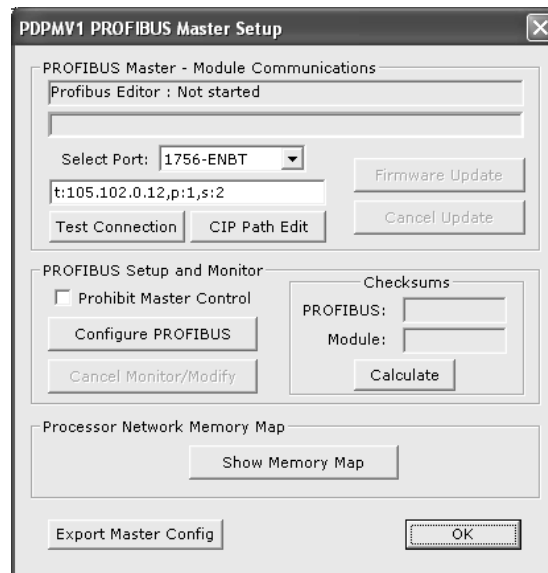 PDPMV1 PROFIBUS Master Setup
PROFIBUS Master - Module Communications
Profibus Editor : Not started
Select Port: 1756-ENBT
Firmware Update
t:105.102.0.12,p:1,s:2
Test Connection CIP Path Edit
Cancel Update
PROFIBUS Setup and Monitor
Prohibit Master Control
Configure PROFIBUS
Cancel Monitor/Modify
Checksums
PROFIBUS:
Module:
Calculate
Processor Network Memory Map
Show Memory Map
Export Master Config OK